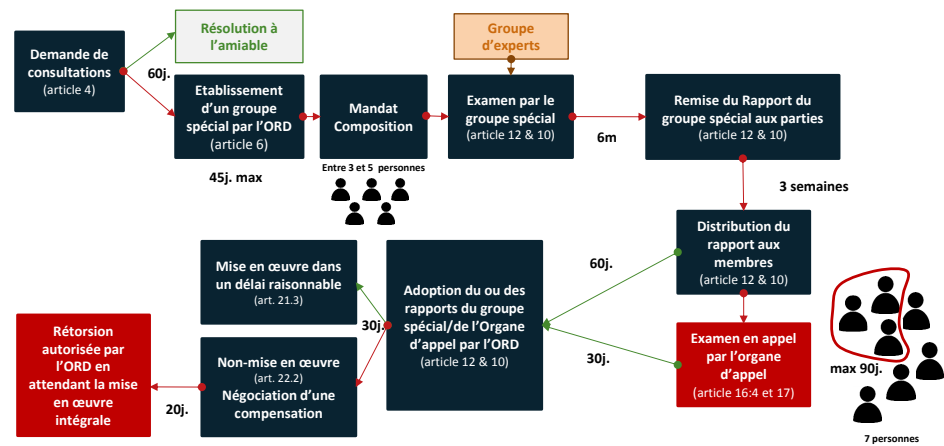 Demande de
consultations
(article 4)
60j.
Résolution à
l’amiable
Etablissement
d’un groupe
spécial par l’ORD
(article 6)
45j. max
Mandat
Composition
Entre 3 et 5 personnes
Groupe
d’experts
Examen par le
groupe spécial
(article 12 & 10)
6m
Remise du Rapport du
groupe spécial aux parties
(article 12 & 10)
3 semaines
Distribution du
rapport aux
membres
(article 12 & 10)
60j.
Examen en appel
par l’organe
d’appel
(article 16:4 et 17)
max 90j.
7 personnes
30j.
Adoption du ou des
rapports du groupe
spécial/de l’Organe
d’appel par l’ORD
(article 12 & 10)
30j.
Mise en œuvre dans
un délai raisonnable
(art. 21.3)
Non-mise en œuvre
(art. 22.2)
Négociation d’une
compensation
20j.
Rétorsion
autorisée par
l’ORD en
attendant la mise
en œuvre
intégrale